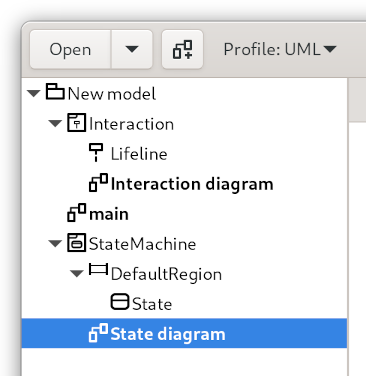 Open Profile: UML
New model
Interaction
Lifeline
Interaction diagram
main
StateMachine
DefaultRegion
State
State diagram